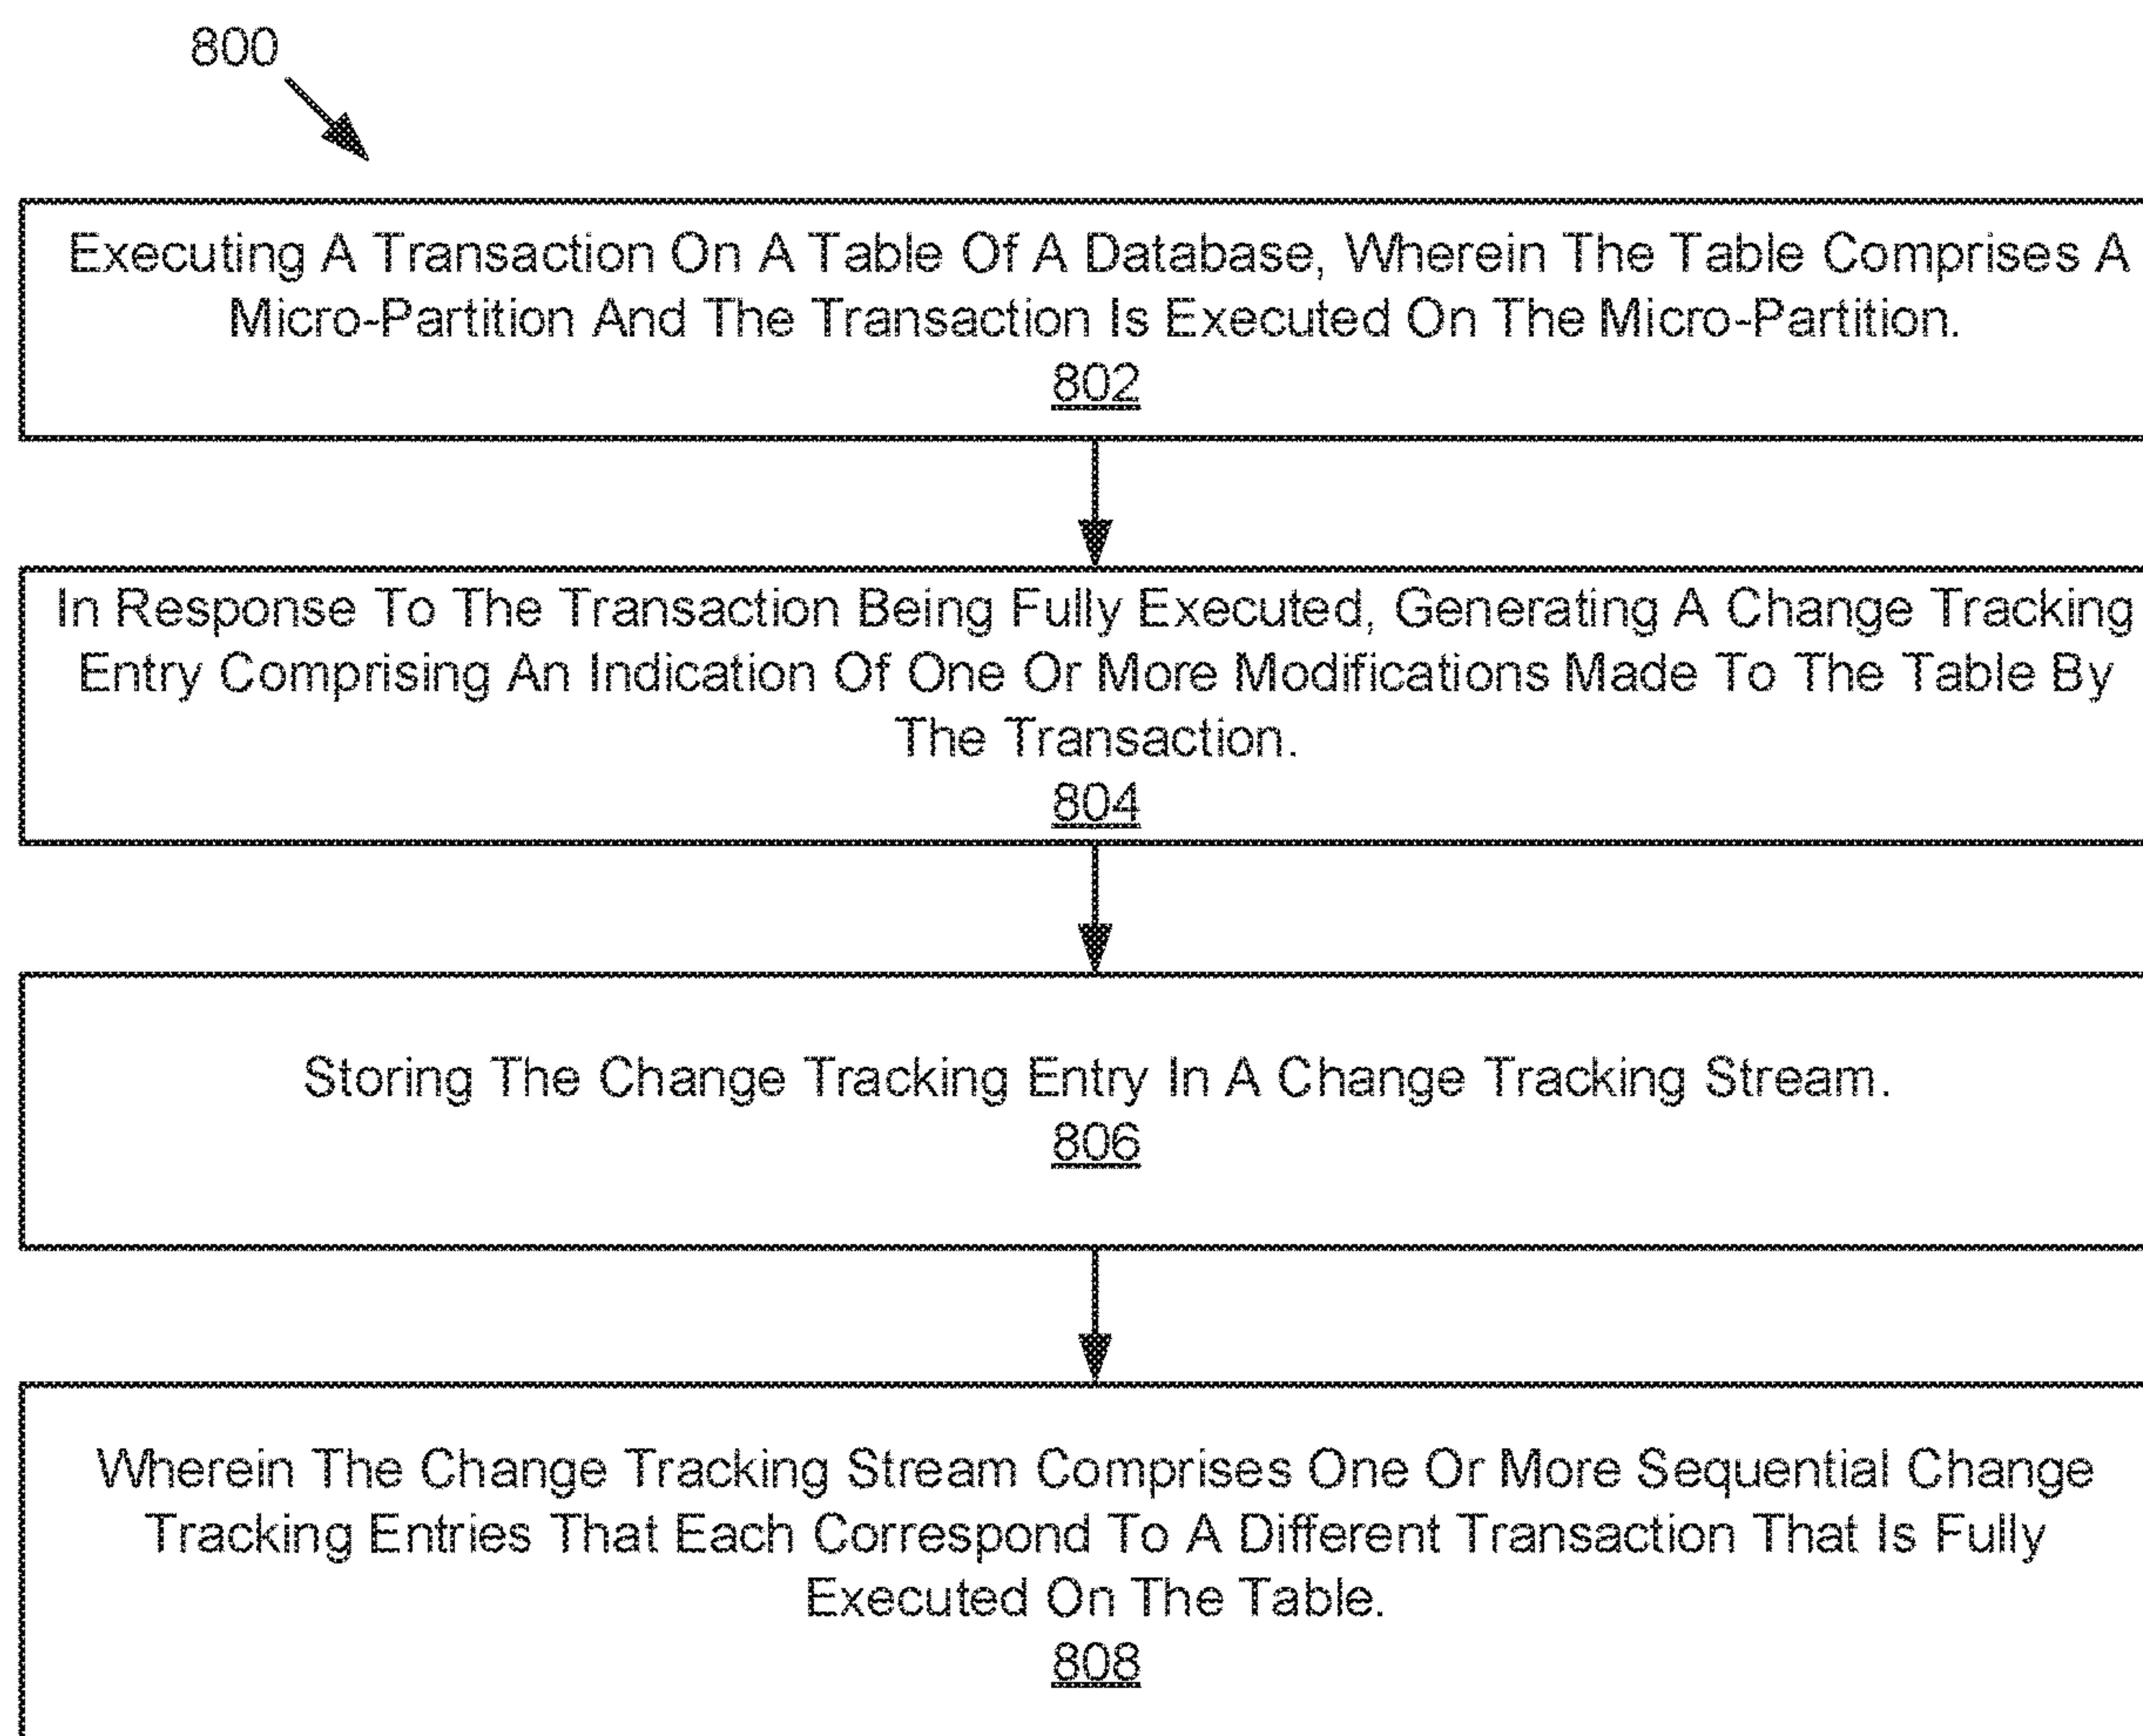 800
Executing A Transaction On A Table Of A Database, Wherein The Table Comprises A
Micro-Partition And The Transaction Is Executed On The Micro-Partition.
802
In Response To The Transaction Being Fully Executed, Generating A Change Tracking
Entry Comprising An Indication Of One Or More Modifications Made To The Table By
The Transaction.
804
Storing The Change Tracking Entry In A Change Tracking Stream.
806
Wherein The Change Tracking Stream Comprises One Or More Sequential Change
Tracking Entries That Each Correspond To A Different Transaction That Is Fully
Executed On The Table.
808